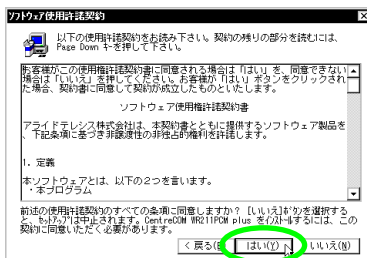 ソフトウェア使用許諾契約
以下の使用許諾契約をお読み下さい。契約の残りの部分を読むには、
Page Down キーを押して下さい。
お客様がこの使用権許諾契約書に同意される場合は「はい」を、同意できない
場合は「いいえ」を押してください。お客様が「はい」ボタンをクリックされ
た場合、契約書に同意して契約が成立したものといたします。
ソフトウェア使用権許諾契約書
アライドテレシス株式会社は、本契約書とともに提供するソフトウェア製品を
、下記条項に基づき非譲渡性の非独占的権利を許諾します。
1. 定義
本ソフトウェアとは、以下の2つを言います。
・本プログラム
前述の使用許諾契約のすべての条項に同意しますか? [いいえ]ボタンを選択する
と、セットアップは中止されます。CentreCOM WR211PCM plus をインストールするには、この
契約に同意いただく必要があります。
< 戻る(B) はい(Y) いいえ(N)